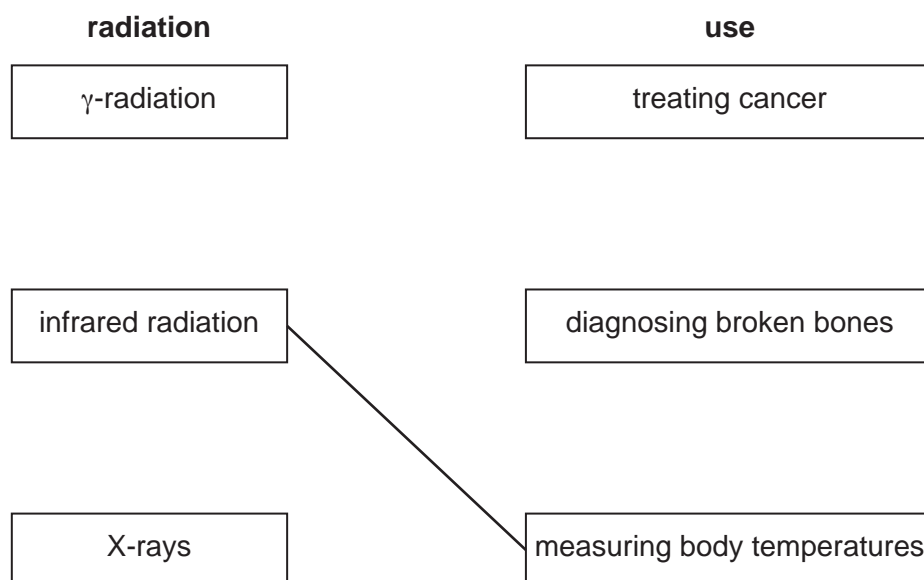 radiation use
γ-radiation treating cancer
infrared radiation diagnosing broken bones
X-rays measuring body temperatures